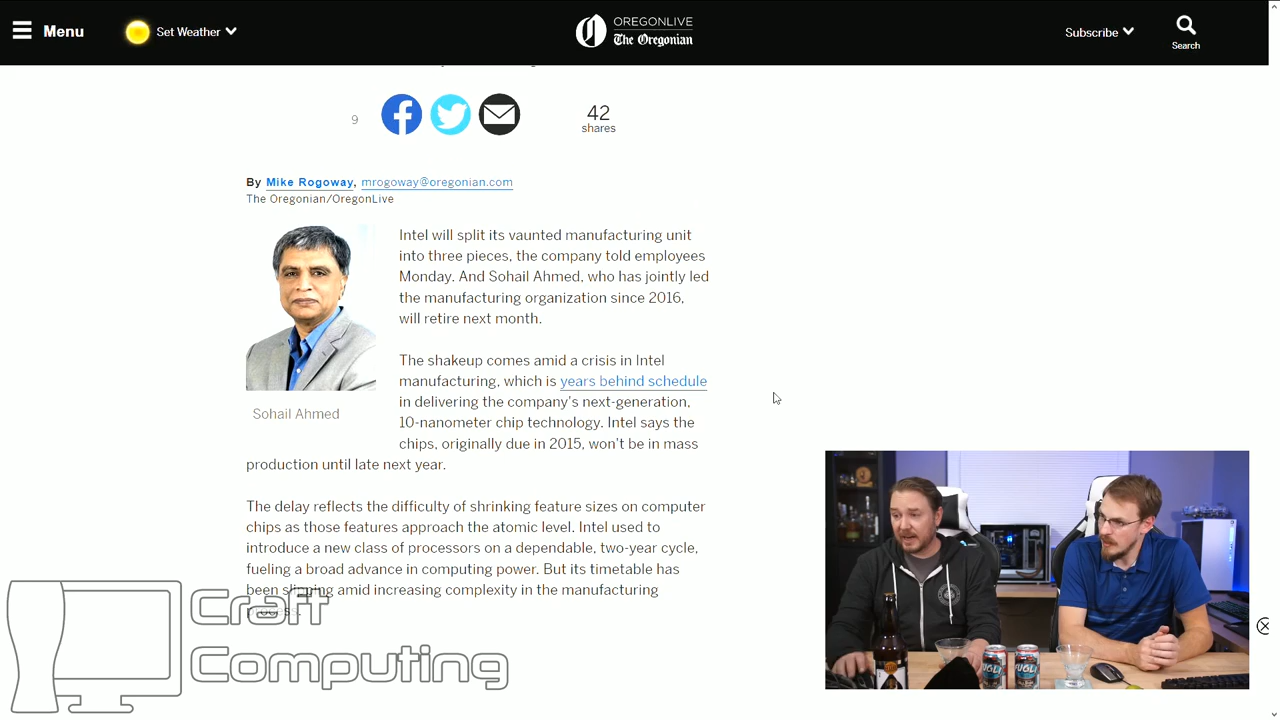 Menu
Set Weather
OREGONLIVE
The Oregonian
Subscribe
Search
9
42
shares
By Mike Rogoway, mrogoway@oregonian.com
The Oregonian/OregonLive
Intel will split its vaunted manufacturing unit
into three pieces, the company told employees
Monday. And Sohail Ahmed, who has jointly led
the manufacturing organization since 2016,
will retire next month.
The shakeup comes amid a crisis in Intel
manufacturing, which is years behind schedule
in delivering the company's next-generation,
10-nanometer chip technology. Intel says the
chips, originally due in 2015, won't be in mass
production until late next year.
Sohail Ahmed
The delay reflects the difficulty of shrinking feature sizes on computer
chips as those features approach the atomic level. Intel used to
introduce a new class of processors on a dependable, two-year cycle,
fueling a broad advance in computing power. But its timetable has
been slipping amid increasing complexity in the manufacturing
process.
Craft
Computing